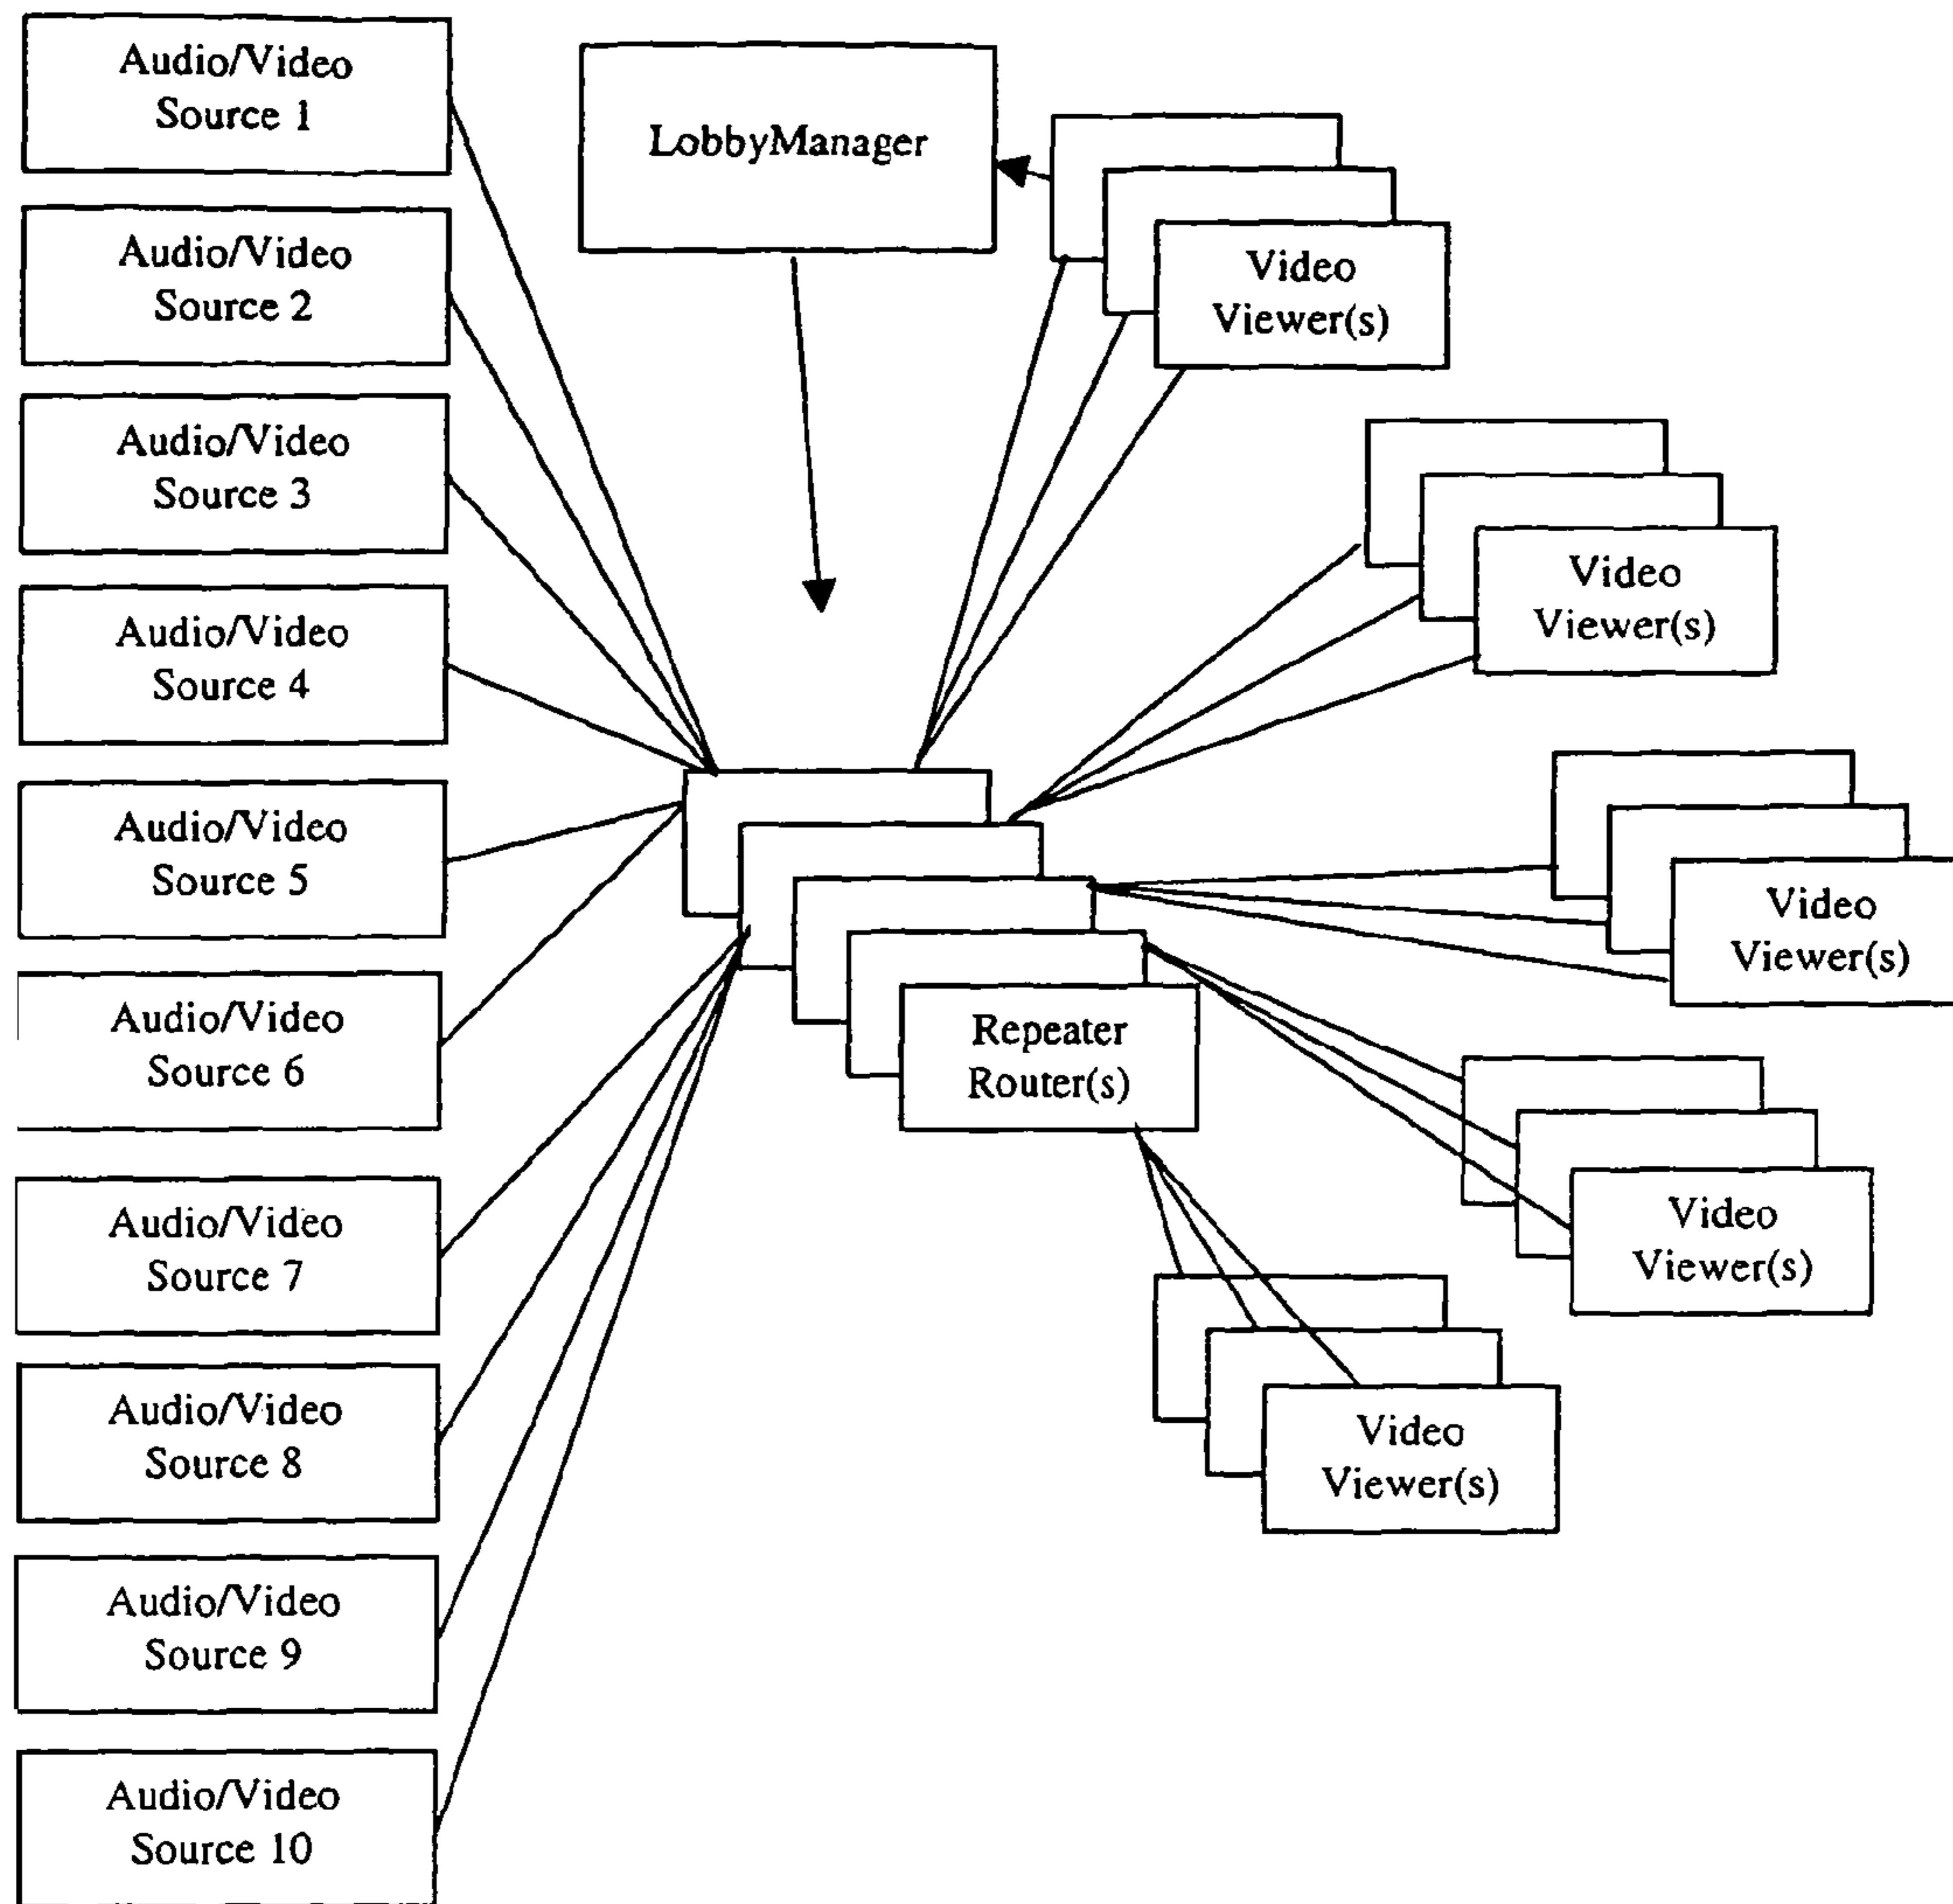 Audio/Video
Source 1
Audio/Video
Source 2
Audio/Video
Source 3
Audio/Video
Source 4
Audio/Video
Source 5
Audio/Video
Source 6
Audio/Video
Source 7
Audio/Video
Source 8
Audio/Video
Source 9
Audio/Video
Source 10
LobbyManager
Video
Viewer(s)
Video
Viewer(s)
Video
Viewer(s)
Repeater
Router(s)
Video
Viewer(s)
Video
Viewer(s)